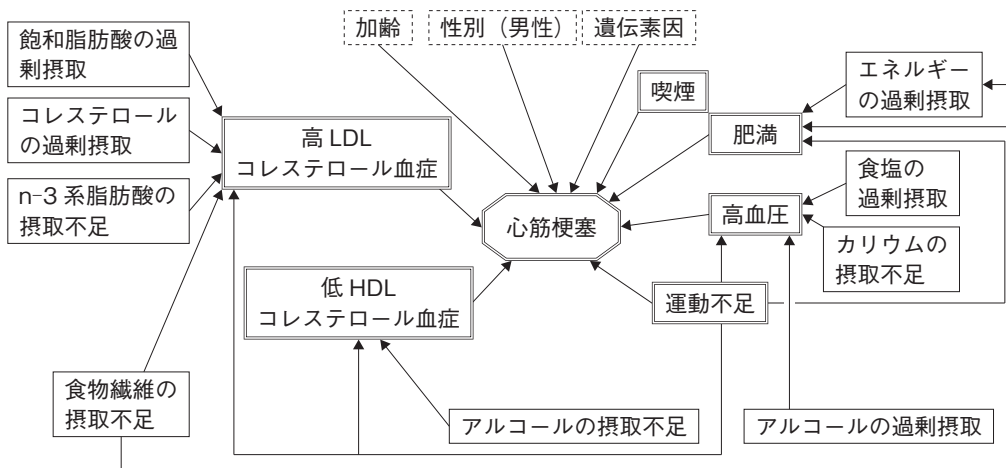 飽和脂肪酸の過
剰摂取
加齢
性別（男性）
遺伝素因
喫煙
エネルギー
の過剰摂取
コレステロール
の過剰摂取
高 LDL
コレステロール血症
肥満
n-3 系脂肪酸の
摂取不足
心筋梗塞
高血圧
食塩の
過剰摂取
カリウムの
摂取不足
低 HDL
コレステロール血症
運動不足
食物繊維の
摂取不足
アルコールの摂取不足
アルコールの過剰摂取